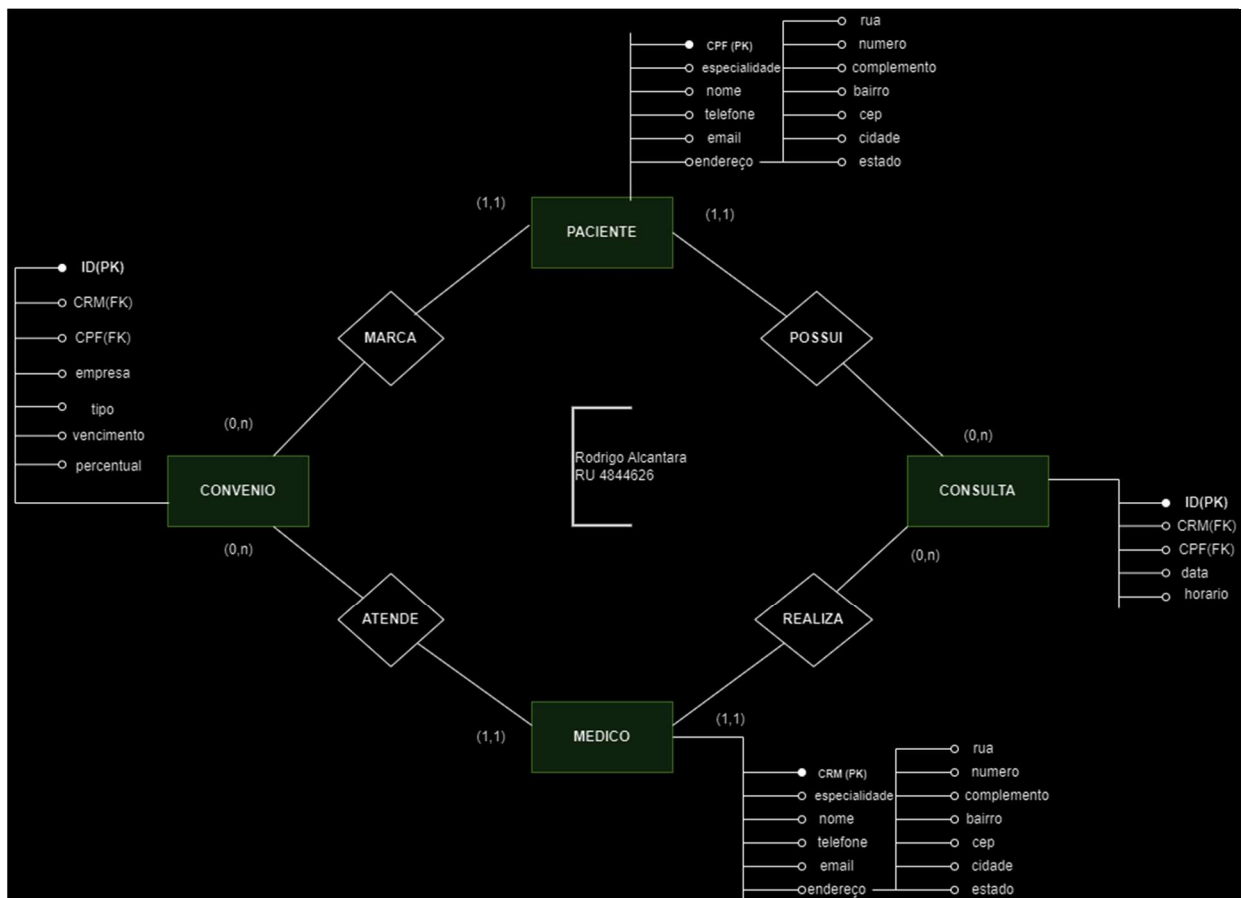 CPF (PK)
especialidade
nome
telefone
email
endereço
rua
numero
complemento
bairro
cep
cidade
estado
(1,1)
PACIENTE
(1,1)
ID(PK)
CRM(FK)
CPF(FK)
empresa
tipo
vencimento
percentual
MARCA
POSSUI
(0,n)
(0,n)
Rodrigo Alcantara
RU 4844626
CONVENIO
CONSULTA
ID(PK)
CRM(FK)
CPF(FK)
data
horario
(0,n)
(0,n)
ATENDE
REALIZA
(1,1)
MEDICO
(1,1)
CRM (PK)
especialidade
nome
telefone
email
endereço
rua
numero
complemento
bairro
cep
cidade
estado